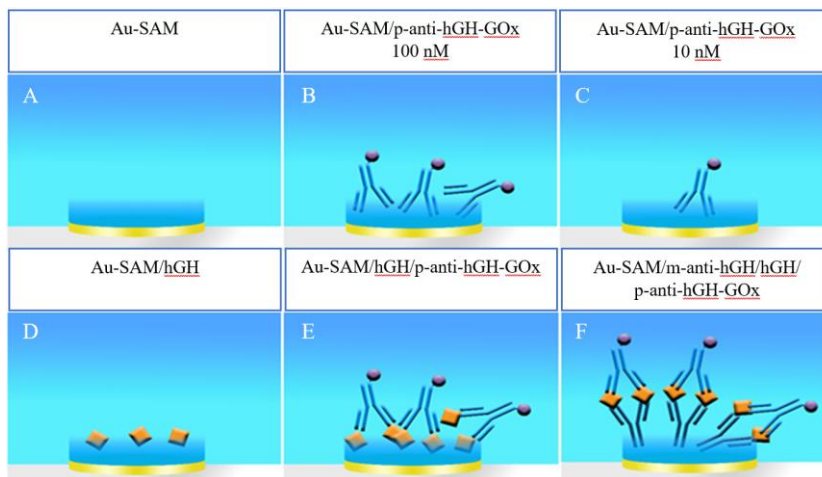 Au-SAM
Au-SAM/p-anti-hGH-GOx
100 nM
Au-SAM/p-anti-hGH-GOx
10 nM
A
B
C
Au-SAM/hGH
Au-SAM/hGH/p-anti-hGH-GOx
Au-SAM/m-anti-hGH/hGH/
p-anti-hGH-GOx
D
E
F